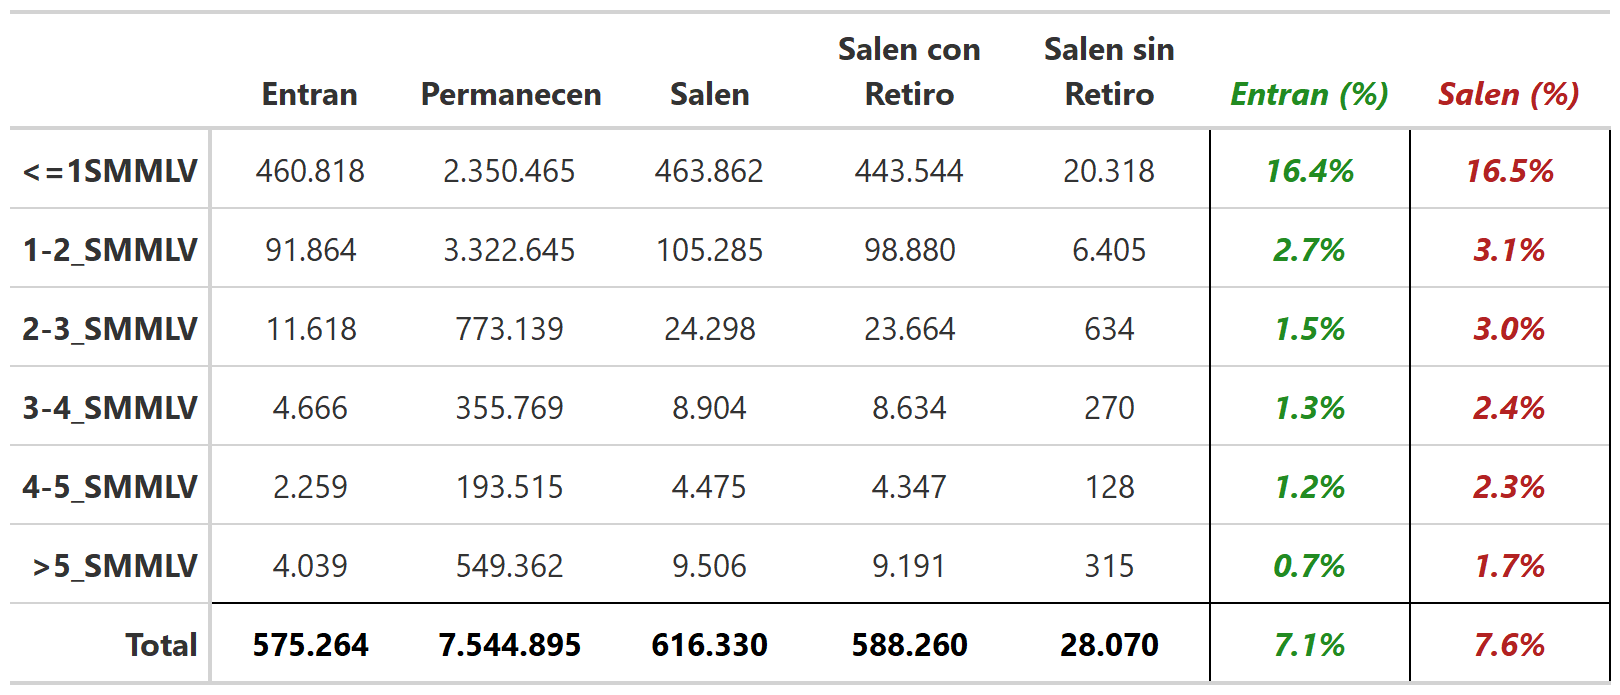 Entran Permanecen Salen Salen con Retiro Salen sin Retiro Entran (%) Salen (%)
<=1SMMLV 460.818 2.350.465 463.862 443.544 20.318 16.4% 16.5%
1-2_SMMLV 91.864 3.322.645 105.285 98.880 6.405 2.7% 3.1%
2-3_SMMLV 11.618 773.139 24.298 23.664 634 1.5% 3.0%
3-4_SMMLV 4.666 355.769 8.904 8.634 270 1.3% 2.4%
4-5_SMMLV 2.259 193.515 4.475 4.347 128 1.2% 2.3%
>5_SMMLV 4.039 549.362 9.506 9.191 315 0.7% 1.7%
Total 575.264 7.544.895 616.330 588.260 28.070 7.1% 7.6%